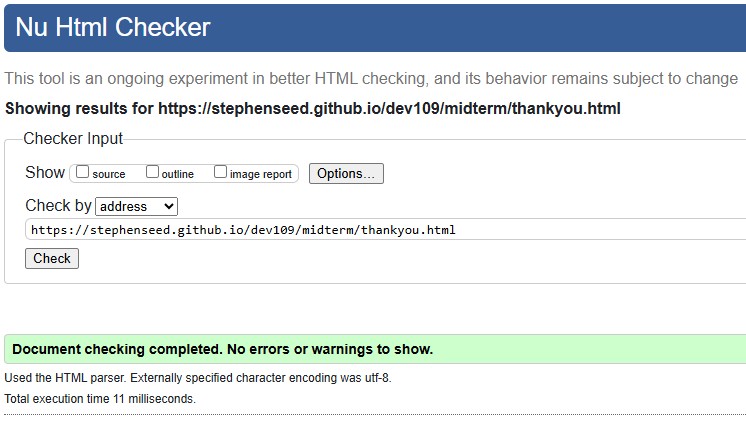 Nu Html Checker
This tool is an ongoing experiment in better HTML checking, and its behavior remains subject to change
Showing results for https://stephenseed.github.io/dev109/midterm/thankyou.html
Checker Input
Show source outline image report Options...
Check by address
https://stephenseed.github.io/dev109/midterm/thankyou.html
Check
Document checking completed. No errors or warnings to show.
Used the HTML parser. Externally specified character encoding was utf-8.
Total execution time 11 milliseconds.